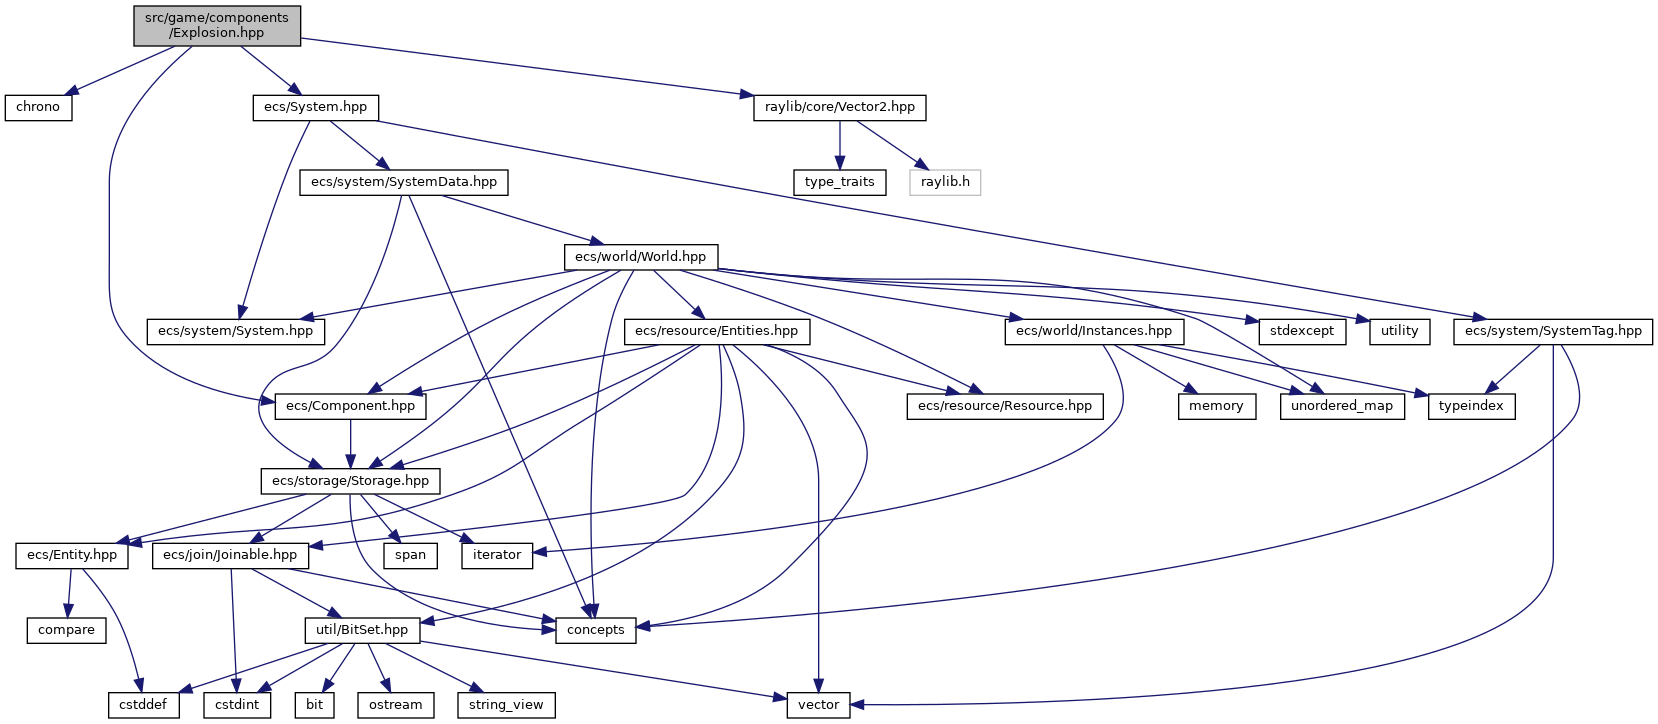 src/game/components
/Explosion.hpp
chrono
ecs/System.hpp
raylib/core/Vector2.hpp
ecs/system/SystemData.hpp
type_traits
raylib.h
ecs/world/World.hpp
ecs/system/System.hpp
ecs/resource/Entities.hpp
ecs/world/Instances.hpp
stdexcept
utility
ecs/system/SystemTag.hpp
ecs/Component.hpp
ecs/resource/Resource.hpp
memory
unordered_map
typeindex
ecs/storage/Storage.hpp
ecs/Entity.hpp
ecs/join/Joinable.hpp
span
iterator
compare
util/BitSet.hpp
concepts
cstddef
cstdint
bit
ostream
string_view
vector